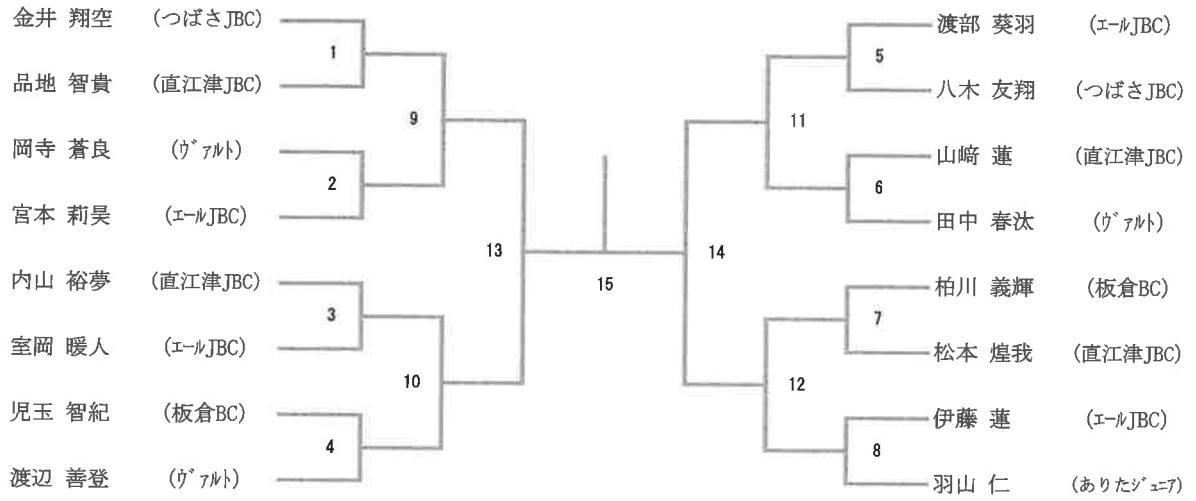 金井 翔空 (つばさJBC)
1
品地 智貴 (直江津JBC)
9
岡寺 蒼良 (ヴァルト)
2
宮本 莉昊 (エールJBC)
13
内山 裕夢 (直江津JBC)
3
室岡 暖人 (エールJBC)
10
児玉 智紀 (板倉BC)
4
渡辺 善登 (ヴァルト)
15
渡部 葵羽 (エールJBC)
5
八木 友翔 (つばさJBC)
11
山﨑 蓮 (直江津JBC)
6
田中 春汰 (ヴァルト)
14
柏川 義輝 (板倉BC)
7
松本 煌我 (直江津JBC)
12
伊藤 蓮 (エールJBC)
8
羽山 仁 (ありたジュニア)